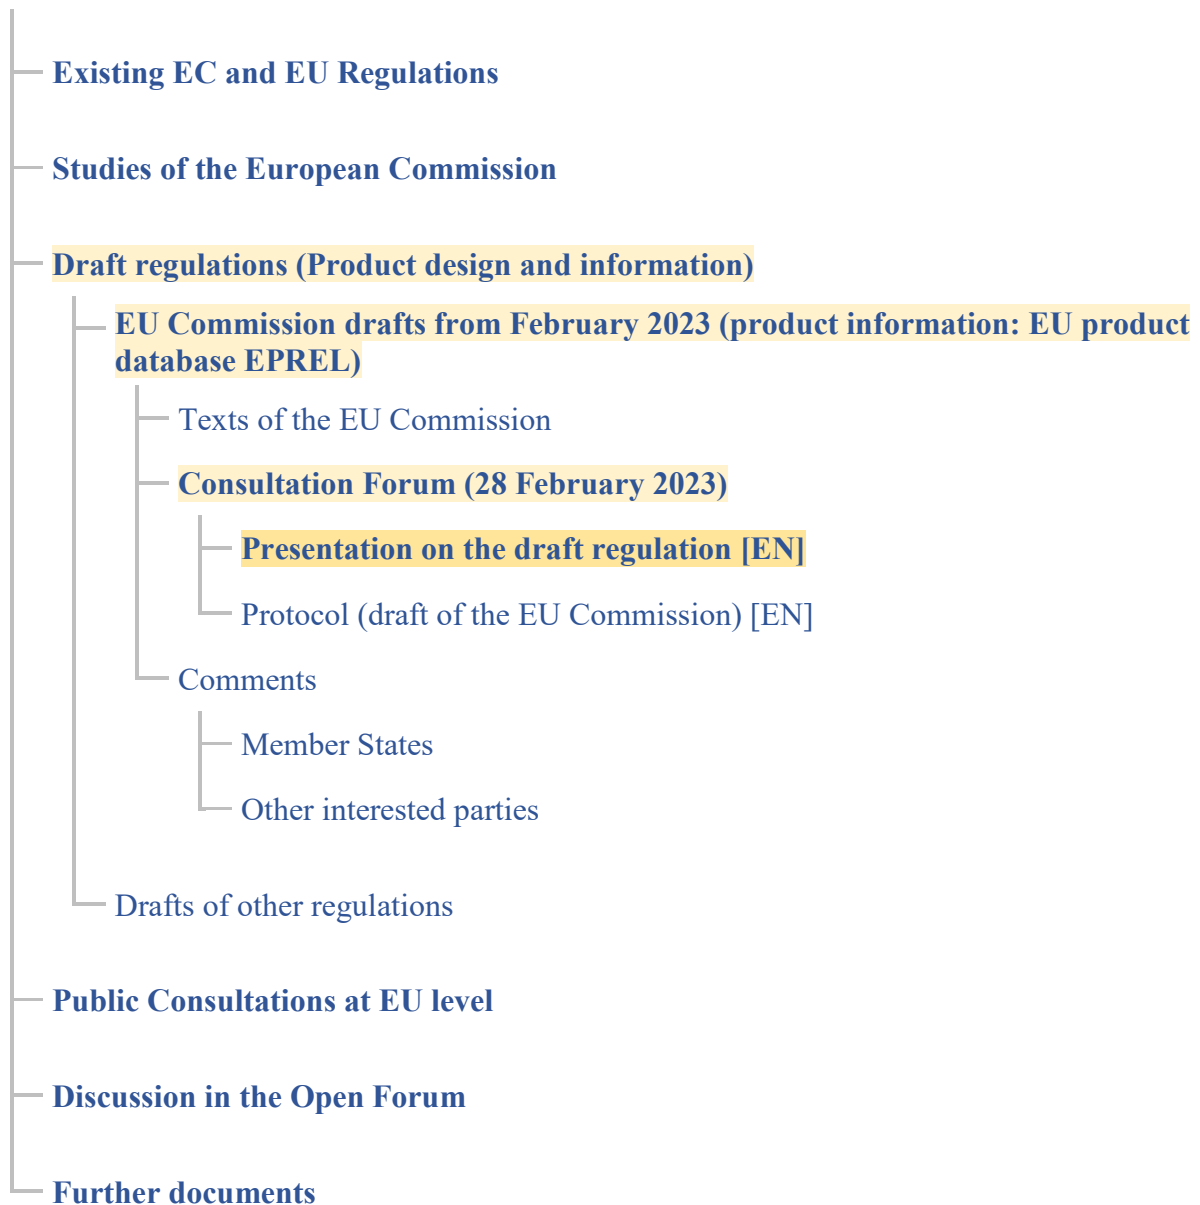 Existing EC and EU Regulations
Studies of the European Commission
Draft regulations (Product design and information)
EU Commission drafts from February 2023 (product information: EU product
database EPREL)
Texts of the EU Commission
Consultation Forum (28 February 2023)
Presentation on the draft regulation [EN]
Protocol (draft of the EU Commission) [EN]
Comments
Member States
Other interested parties
Drafts of other regulations
Public Consultations at EU level
Discussion in the Open Forum
Further documents